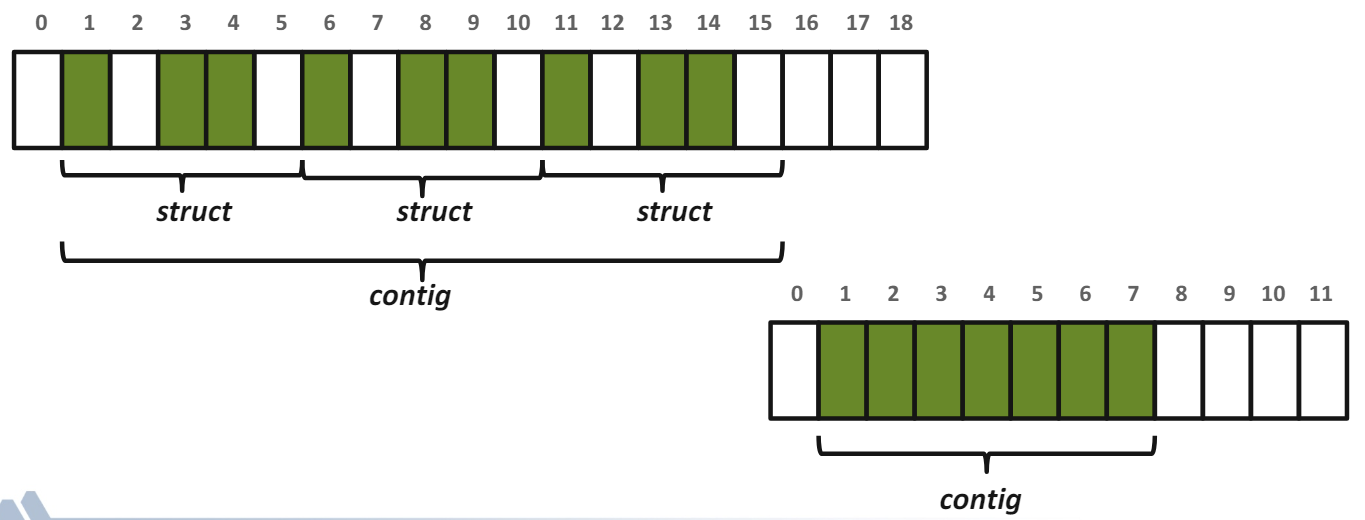 0 1 2 3 4 5 6 7 8 9 10 11 12 13 14 15 16 17 18
struct struct struct
contig
0 1 2 3 4 5 6 7 8 9 10 11
contig